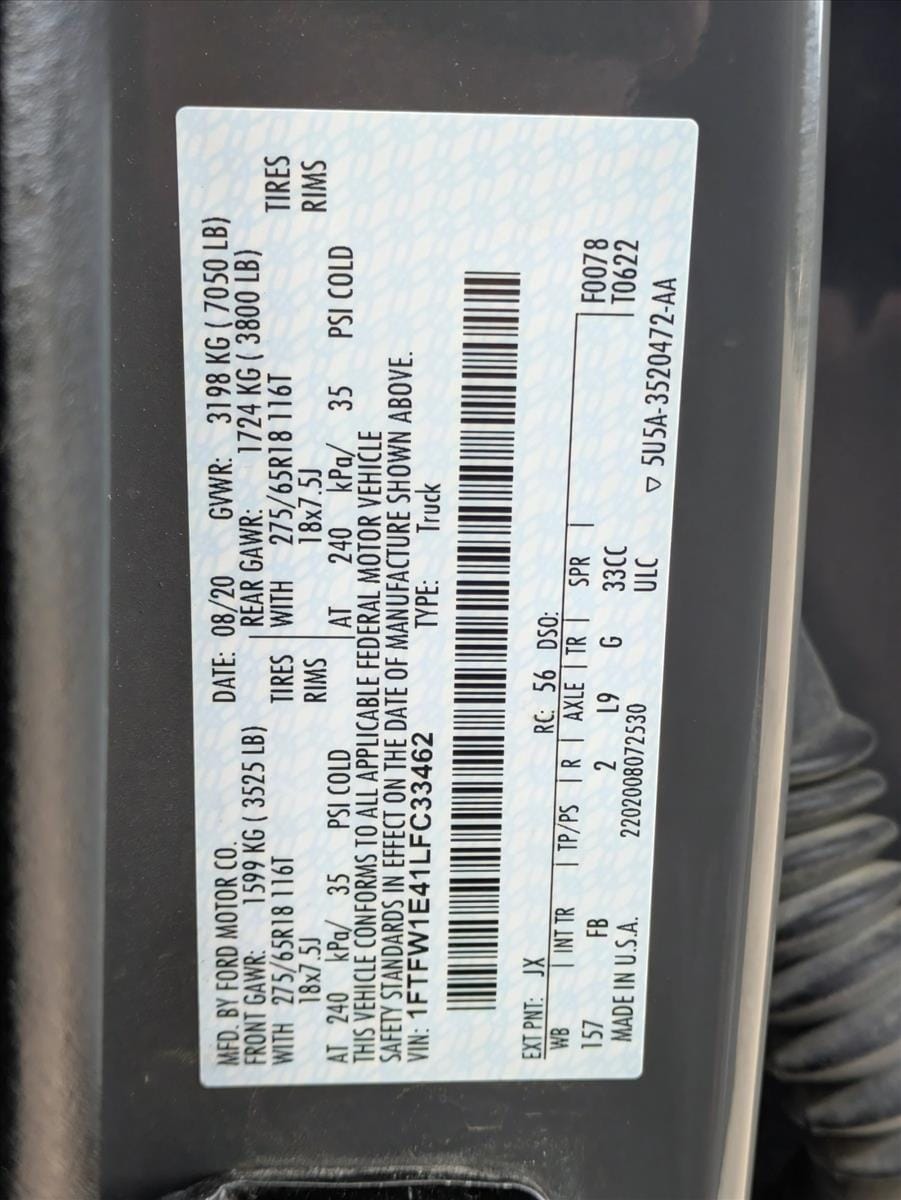 MFD. BY FORD MOTOR CO. DATE: 08/20 GVWR: 3198 KG ( 7050 LB)
FRONT GAWR: 1599 KG ( 3525 LB) REAR GAWR: 1724 KG ( 3800 LB)
WITH 275/65R18 116T TIRES WITH 275/65R18 116T TIRES
18x7.5J RIMS 18x7.5J RIMS
AT 240 kPa/ 35 PSI COLD AT 240 kPa/ 35 PSI COLD
THIS VEHICLE CONFORMS TO ALL APPLICABLE FEDERAL MOTOR VEHICLE
SAFETY STANDARDS IN EFFECT ON THE DATE OF MANUFACTURE SHOWN ABOVE.
VIN: 1FTFW1E41LFC33462 TYPE: Truck
EXT PNT: JX RC: 56 DSO:
WB | INT TR | TP/PS | R | AXLE | TR | SPR | F0078
157 FB 2 L9 G 33CC T0622
MADE IN U.S.A. 2202008072530 ULC
▽ 5U5A-3520472-AA